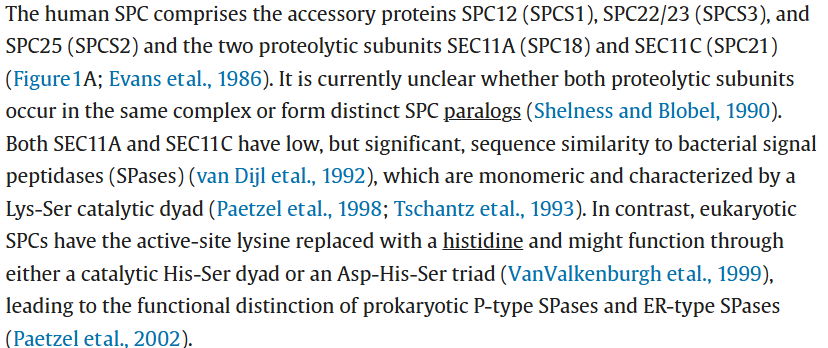 The human SPC comprises the accessory proteins SPC12 (SPCS1), SPC22/23 (SPCS3), and
SPC25 (SPCS2) and the two proteolytic subunits SEC11A (SPC18) and SEC11C (SPC21)
(Figure1A; Evans etal., 1986). It is currently unclear whether both proteolytic subunits
occur in the same complex or form distinct SPC paralogs (Shelness and Blobel, 1990).
Both SEC11A and SEC11C have low, but significant, sequence similarity to bacterial signal
peptidases (SPases) (van Dijl etal., 1992), which are monomeric and characterized by a
Lys-Ser catalytic dyad (Paetzel et al., 1998; Tschantz etal., 1993). In contrast, eukaryotic
SPCs have the active-site lysine replaced with a histidine and might function through
either a catalytic His-Ser dyad or an Asp-His-Ser triad (VanValkenburgh etal., 1999),
leading to the functional distinction of prokaryotic P-type SPases and ER-type SPases
(Paetzel etal., 2002).